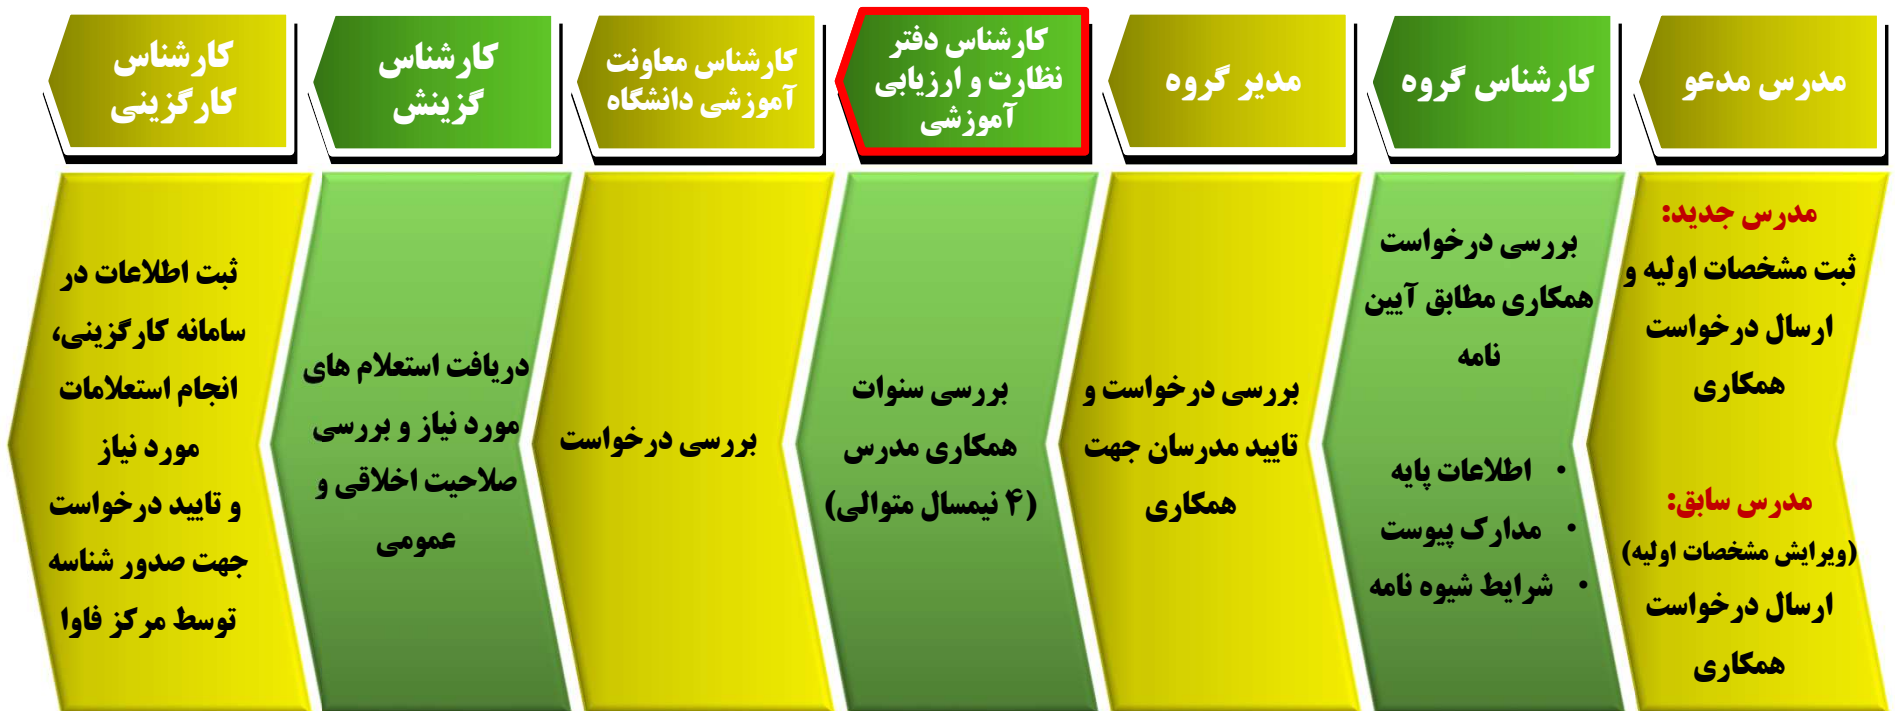 مدرس مدعو
کارشناس گروه
مدیر گروه
کارشناس دفتر
نظارت و ارزیابی
آموزشی
کارشناس معاونت
آموزشی دانشگاه
کارشناس
گزینش
کارشناس
کارگزینی
مدرس جدید:
ثبت مشخصات اولیه و
ارسال درخواست
همکاری
مدرس سابق:
(ویرایش مشخصات اولیه)
ارسال درخواست
همکاری
بررسی درخواست
همکاری مطابق آیین
نامه
• اطلاعات پایه
• مدارک پیوست
• شرایط شیوه نامه
بررسی درخواست و
تایید مدرسان جهت
همکاری
بررسی سنوات
همکاری مدرس
(۴ نیمسال متوالی)
بررسی درخواست
دریافت استعلام های
مورد نیاز و بررسی
صلاحیت اخلاقی و
عمومی
ثبت اطلاعات در
سامانه کارگزینی،
انجام استعلامات
مورد نیاز
و تایید درخواست
جهت صدور شناسه
توسط مرکز فاوا